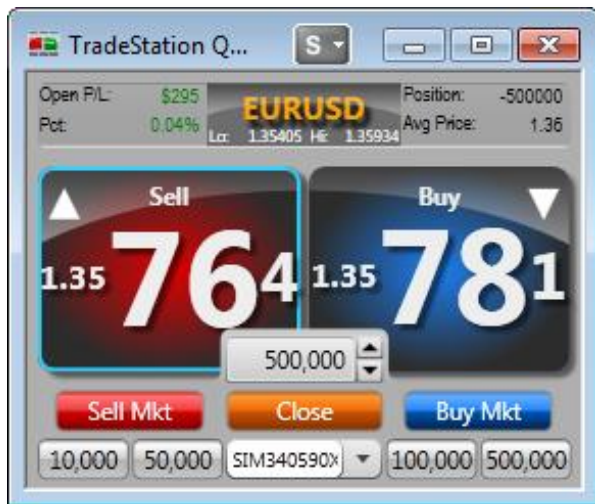 TradeStation Q... S
Open P/L: $295 EURUSD Position: -500000
Pct: 0.04% Lo: 1.35405 Hi: 1.35934 Avg Price: 1.36
Sell Buy
1.35 764 1.35 781
500,000
Sell Mkt Close Buy Mkt
10,000 50,000 SIM340590X 100,000 500,000